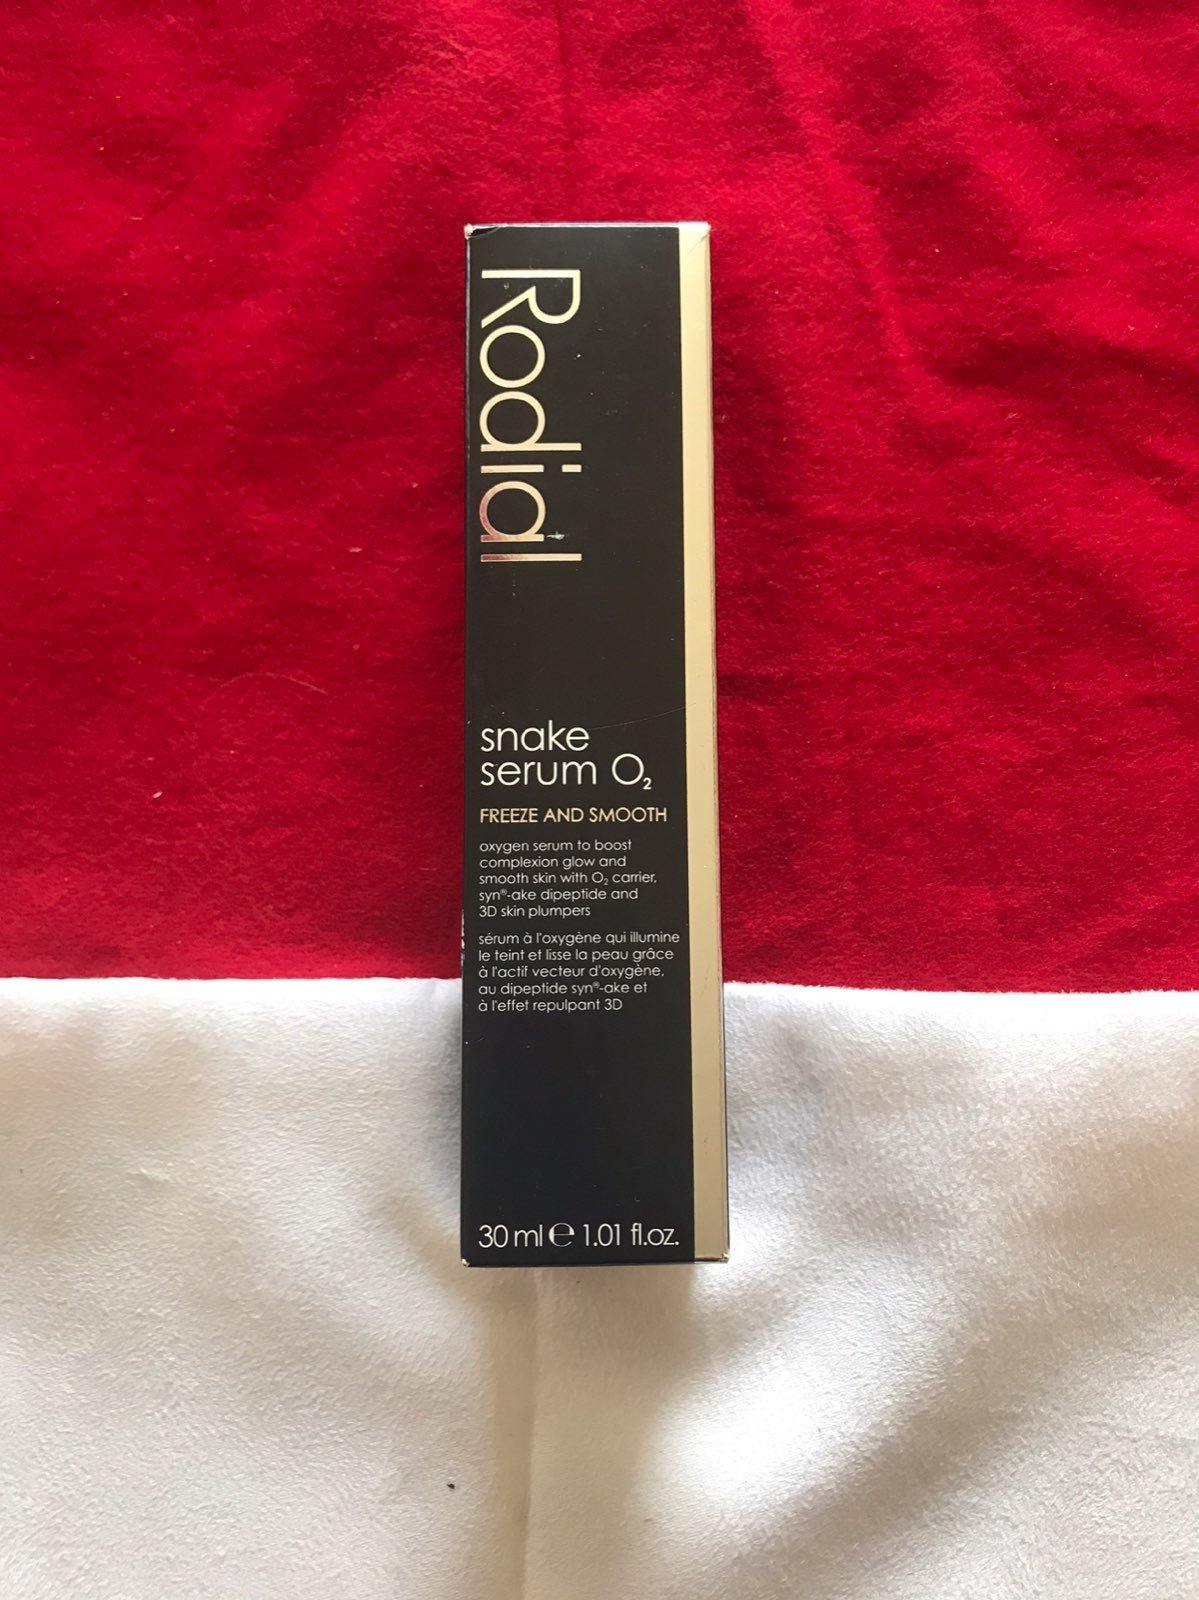 Rodial
snake
serum O₂
FREEZE AND SMOOTH
oxygen serum to boost
complexion glow and
smooth skin with O₂ carrier,
syn®-ake dipeptide and
3D skin plumpers
sérum à l'oxygène qui illumine
le teint et lisse la peau grâce
à l'actif vecteur d'oxygène,
au dipeptide syn®-ake et
à l'effet repulpant 3D
30 ml ℮ 1.01 fl.oz.